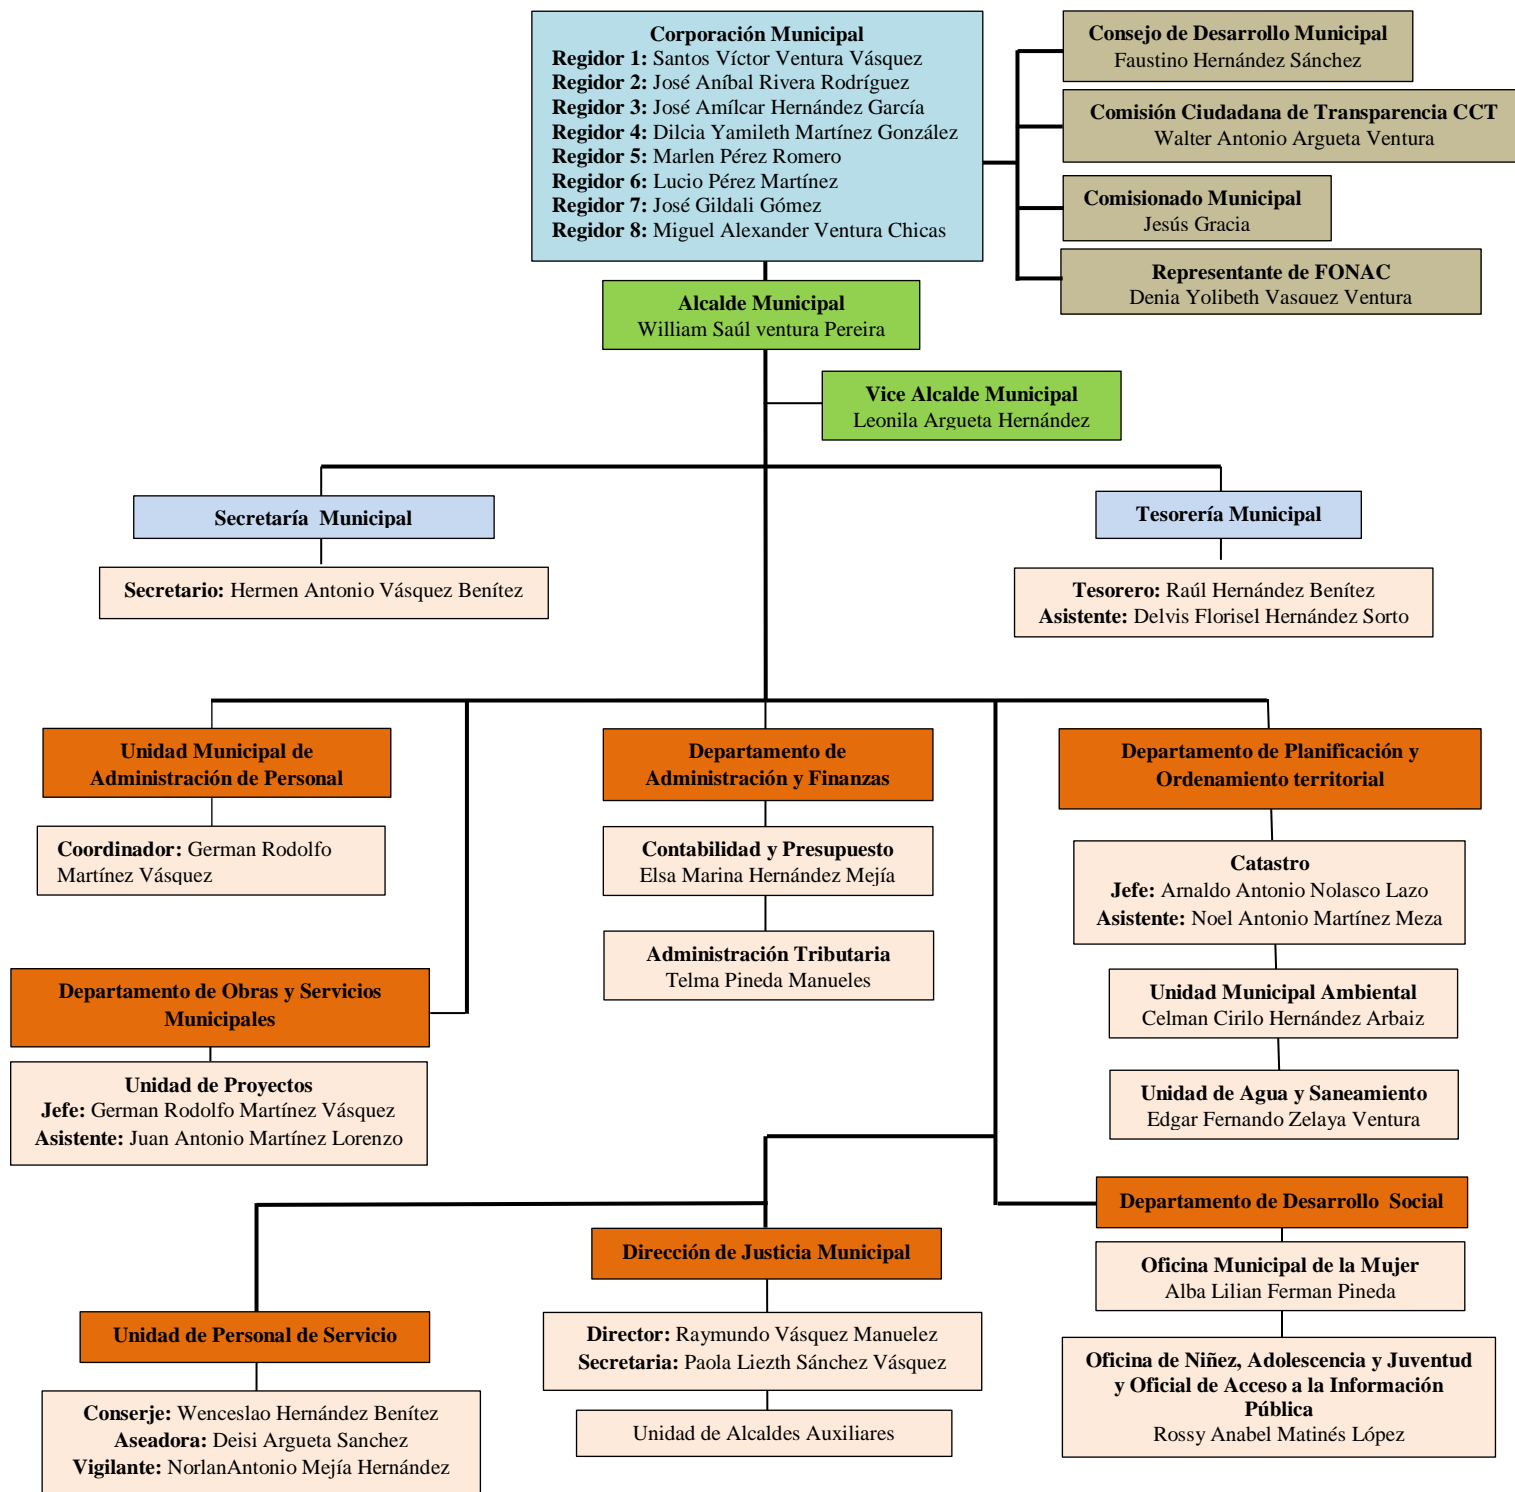 Corporación Municipal
Regidor 1: Santos Víctor Ventura Vásquez
Regidor 2: José Aníbal Rivera Rodríguez
Regidor 3: José Amílcar Hernández García
Regidor 4: Dilcia Yamileth Martínez González
Regidor 5: Marlen Pérez Romero
Regidor 6: Lucio Pérez Martínez
Regidor 7: José Gildali Gómez
Regidor 8: Miguel Alexander Ventura Chicas
Consejo de Desarrollo Municipal
Faustino Hernández Sánchez
Comisión Ciudadana de Transparencia CCT
Walter Antonio Argueta Ventura
Comisionado Municipal
Jesús Gracia
Representante de FONAC
Denia Yolibeth Vasquez Ventura
Alcalde Municipal
William Saúl ventura Pereira
Vice Alcalde Municipal
Leonila Argueta Hernández
Secretaría  Municipal
Secretario: Hermen Antonio Vásquez Benítez
Tesorería Municipal
Tesorero: Raúl Hernández Benítez
Asistente: Delvis Florisel Hernández Sorto
Unidad Municipal de
Administración de Personal
Coordinador: German Rodolfo
Martínez Vásquez
Departamento de
Administración y Finanzas
Contabilidad y Presupuesto
Elsa Marina Hernández Mejía
Administración Tributaria
Telma Pineda Manueles
Departamento de Planificación y
Ordenamiento territorial
Catastro
Jefe: Arnaldo Antonio Nolasco Lazo
Asistente: Noel Antonio Martínez Meza
Unidad Municipal Ambiental
Celman Cirilo Hernández Arbaiz
Unidad de Agua y Saneamiento
Edgar Fernando Zelaya Ventura
Departamento de Obras y Servicios
Municipales
Unidad de Proyectos
Jefe: German Rodolfo Martínez Vásquez
Asistente: Juan Antonio Martínez Lorenzo
Departamento de Desarrollo  Social
Oficina Municipal de la Mujer
Alba Lilian Ferman Pineda
Oficina de Niñez, Adolescencia y Juventud
y Oficial de Acceso a la Información
Pública
Rossy Anabel Matinés López
Dirección de Justicia Municipal
Director: Raymundo Vásquez Manuelez
Secretaria: Paola Liezth Sánchez Vásquez
Unidad de Alcaldes Auxiliares
Unidad de Personal de Servicio
Conserje: Wenceslao Hernández Benítez
Aseadora: Deisi Argueta Sanchez
Vigilante: NorlanAntonio Mejía Hernández